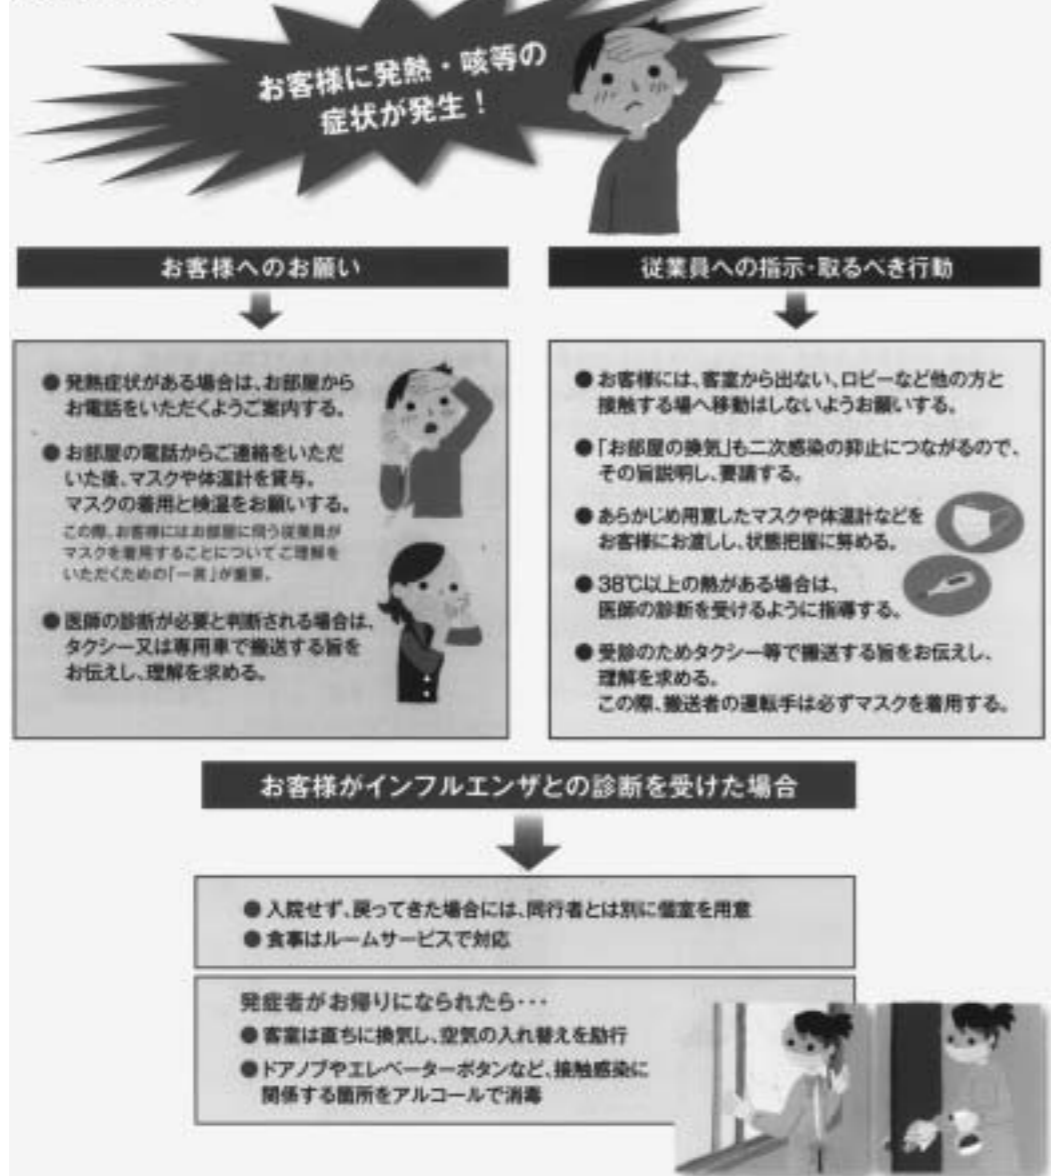 お客様に発熱・咳等の
症状が発生！
お客様へのお願い
● 発熱症状がある場合は、お部屋から
お電話をいただくようご案内する。
● お部屋の電話からご連絡をいただ
いた後、マスクや体温計を貸与。
マスクの着用と検温をお願いする。
この際、お客様にはお部屋に伺う従業員が
マスクを着用することについてご理解を
いただくための「一言」が重要。
● 医師の診断が必要と判断される場合は、
タクシー又は専用車で搬送する旨を
お伝えし、理解を求める。
従業員への指示・取るべき行動
● お客様には、客室から出ない、ロビーなど他の方と
接触する場へ移動はしないようお願いする。
● 「お部屋の換気」も二次感染の抑止につながるので、
その旨説明し、要請する。
● あらかじめ用意したマスクや体温計などを
お客様にお渡しし、状態把握に努める。
● 38℃以上の熱がある場合は、
医師の診断を受けるように指導する。
● 受診のためタクシー等で搬送する旨をお伝えし、
理解を求める。
この際、搬送者の運転手は必ずマスクを着用する。
お客様がインフルエンザとの診断を受けた場合
● 入院せず、戻ってきた場合には、同行者とは別に個室を用意
● 食事はルームサービスで対応
発症者がお帰りになられたら・・・
● 客室は直ちに換気し、空気の入れ替えを励行
● ドアノブやエレベーターボタンなど、接触感染に
関係する箇所をアルコールで消毒